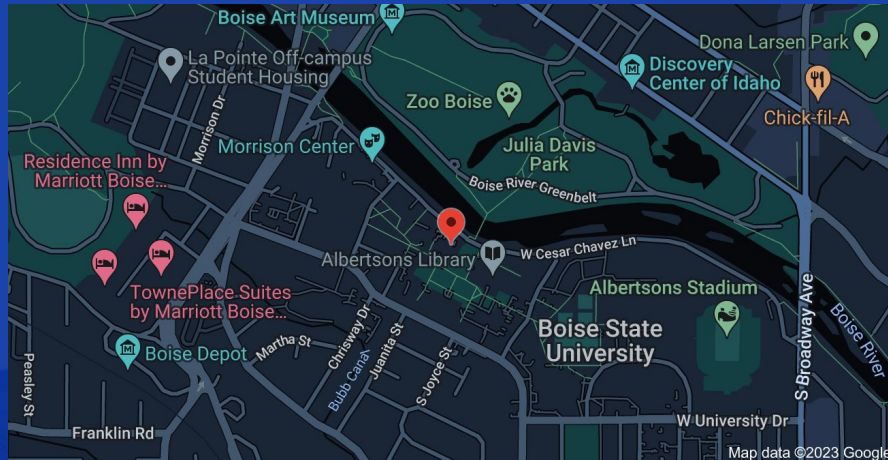 Boise Art Museum
La Pointe Off-campus
Student Housing
Dona Larsen Park
Discovery
Center of Idaho
Zoo Boise
Chick-fil-A
Morrison Dr
Morrison Center
Julia Davis
Park
Residence Inn by
Marriott Boise...
Boise River Greenbelt
Albertsons Library
W Cesar Chavez Ln
TownePlace Suites
by Marriott Boise...
Albertsons Stadium
S Broadway Ave
Boise River
Boise State
University
Boise Depot
Martha St
Chrisway Dr
Bubb Canal
Juanita St
S Joyce St
Peasley St
Franklin Rd
W University Dr
Map data ©2023 Google